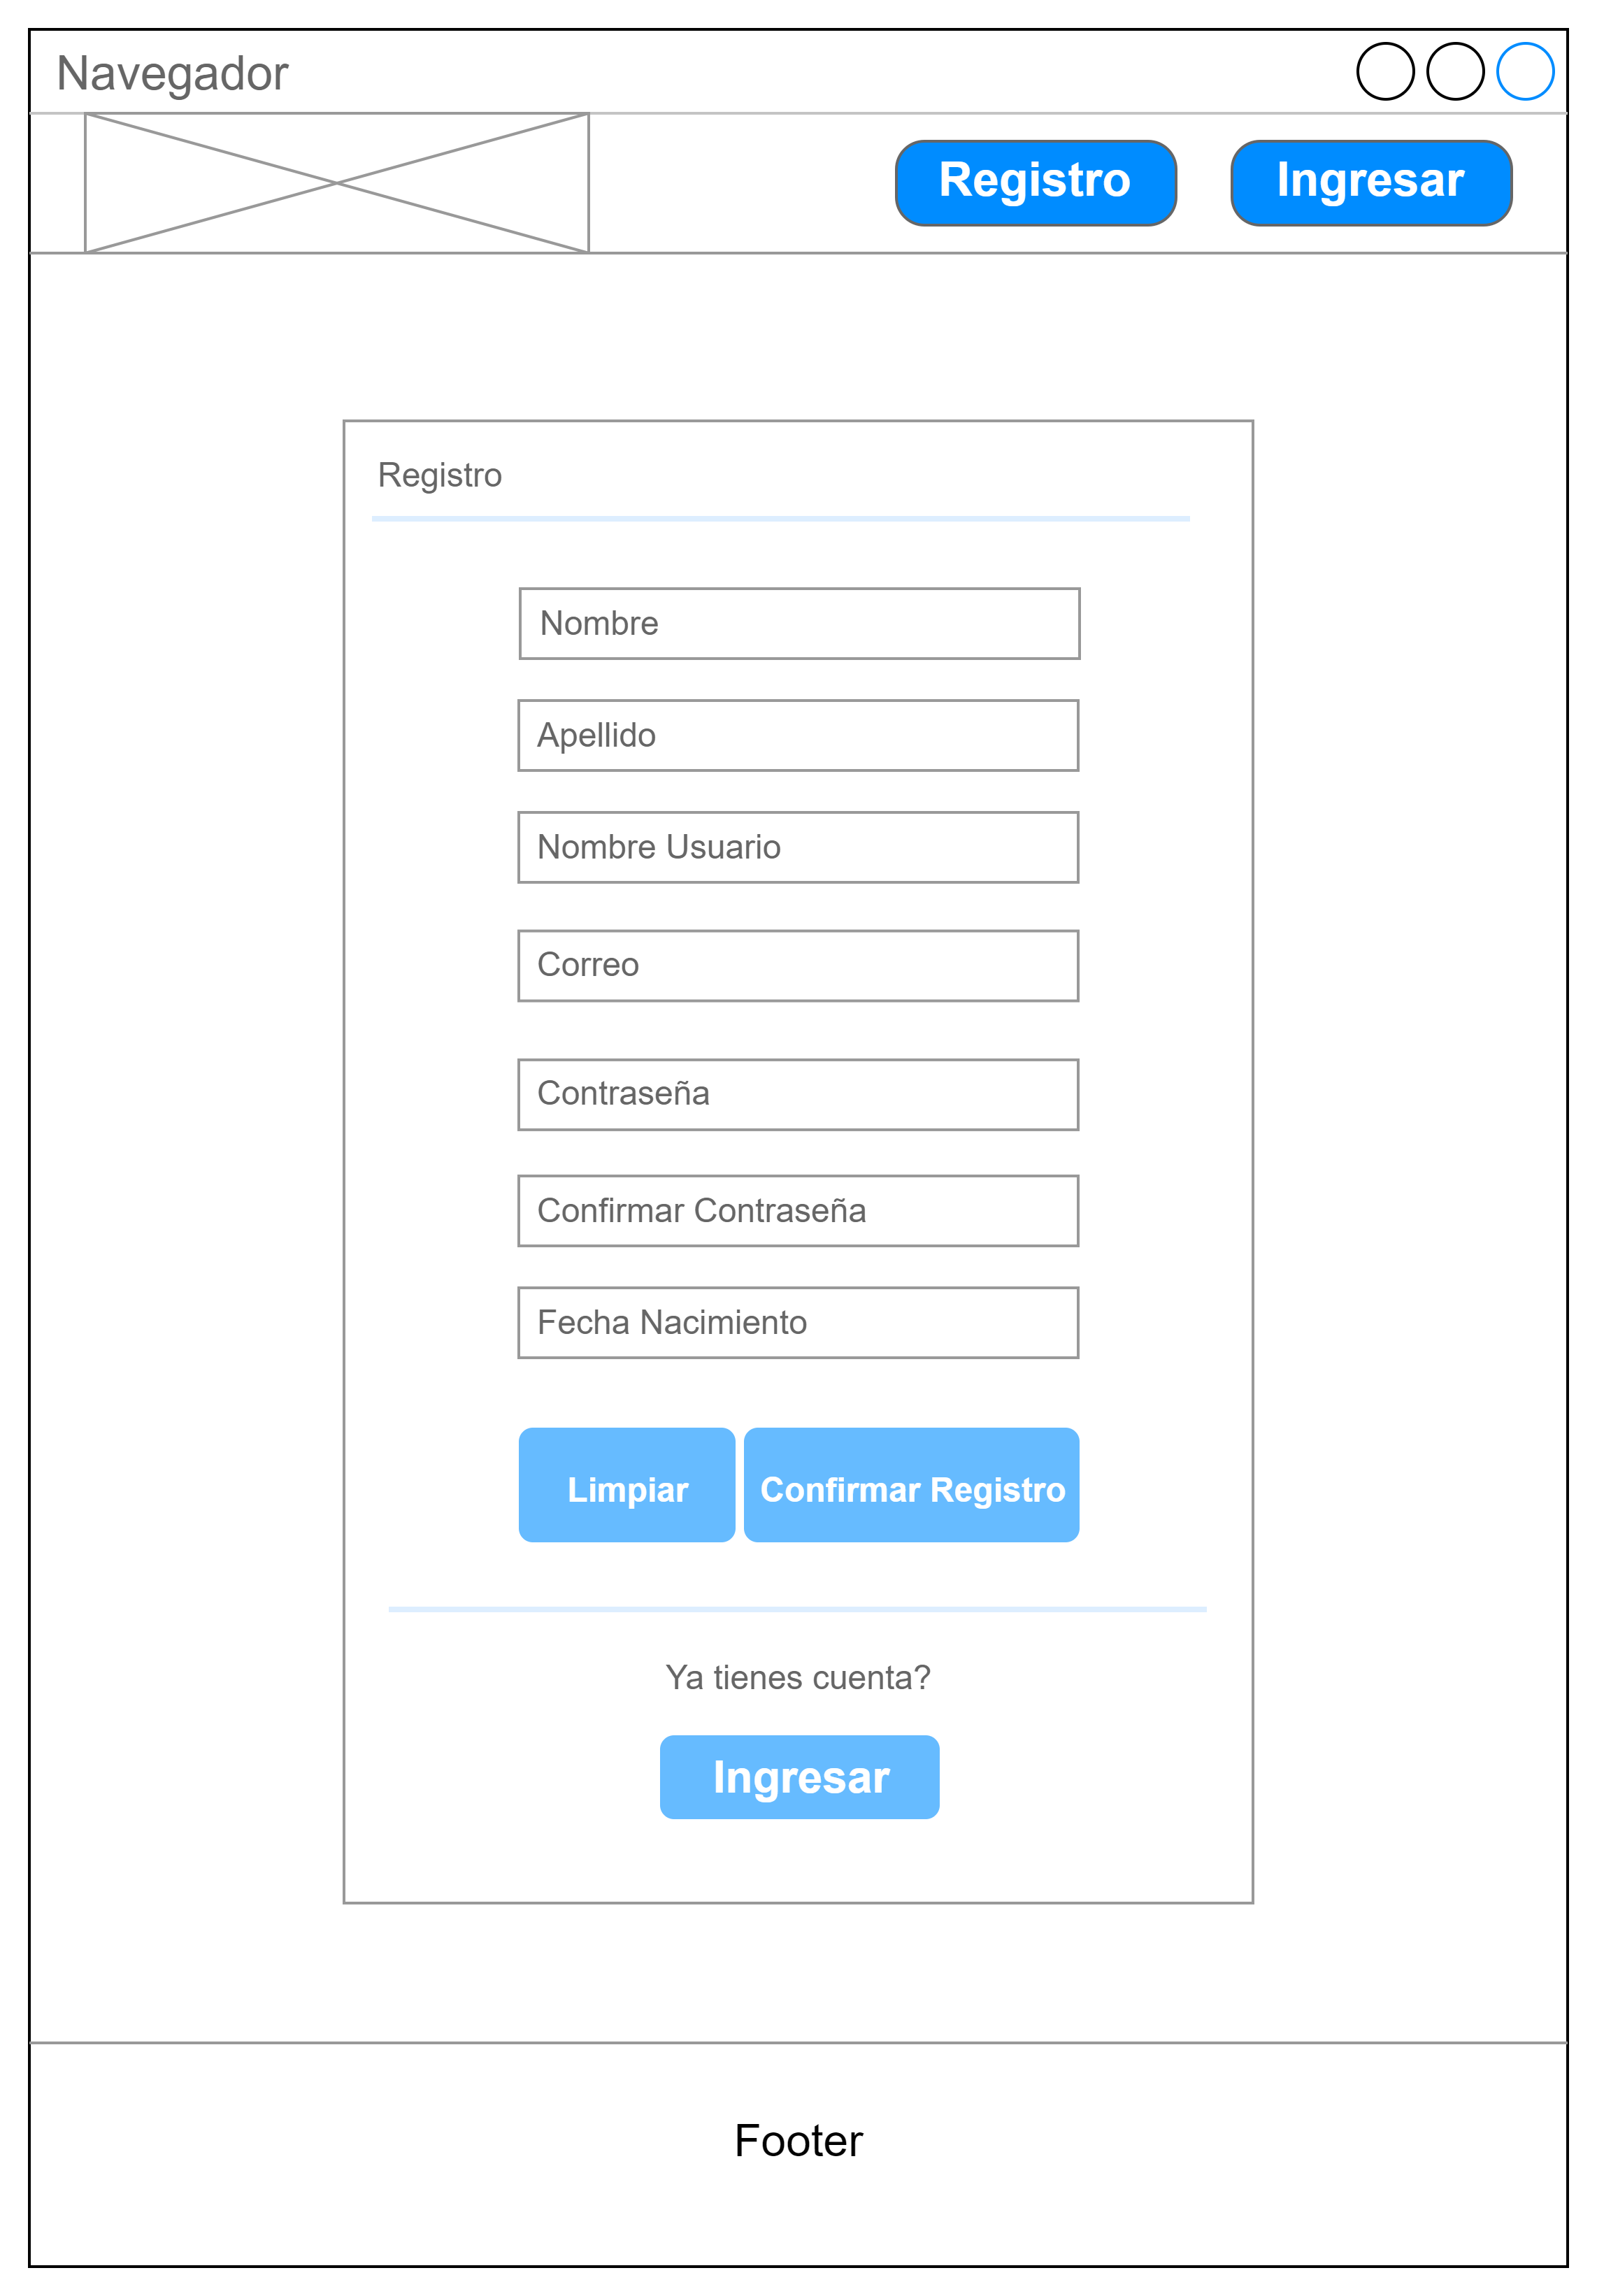 Navegador
Registro
Ingresar
Registro
Nombre
Apellido
Nombre Usuario
Correo
Contraseña
Confirmar Contraseña
Fecha Nacimiento
Limpiar
Confirmar Registro
Ya tienes cuenta?
Ingresar
Footer